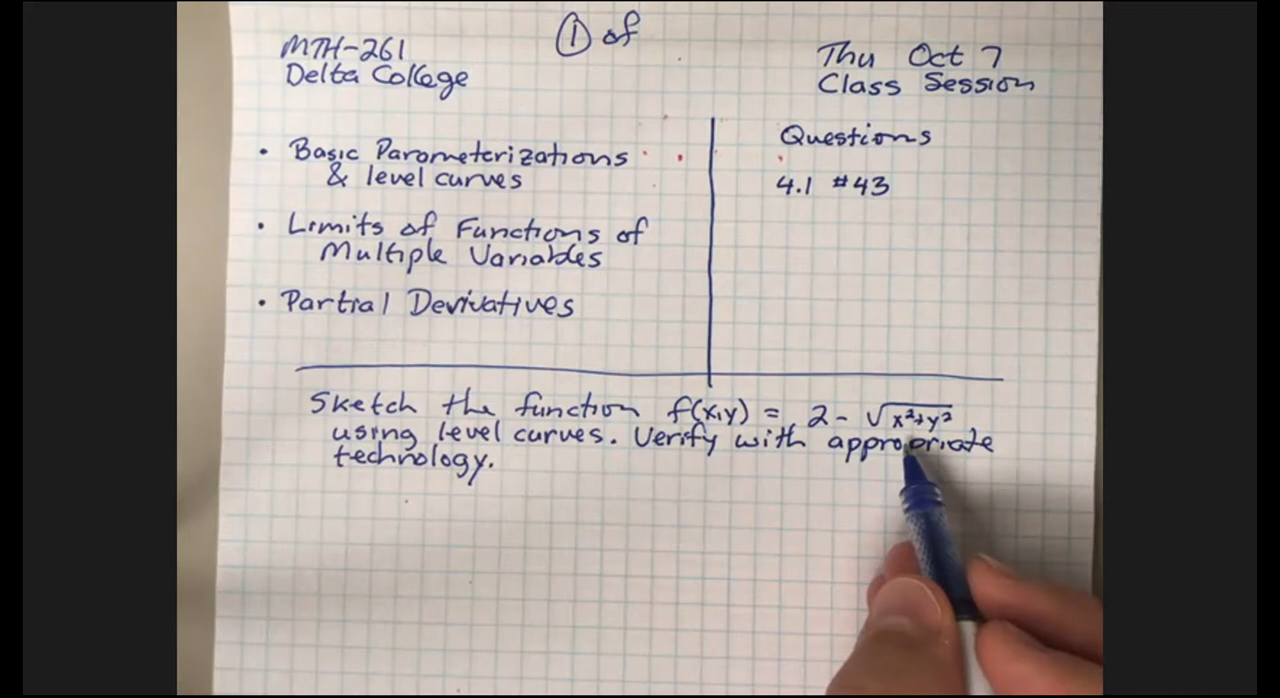 ① of
MTH-261
Delta College
Thu Oct 7
Class Session
• Basic Parameterizations
& level curves
• Limits of Functions of
Multiple Variables
• Partial Derivatives
Questions
4.1 #43
Sketch the function f(x,y) = 2 - √(x²+y²)
using level curves. Verify with appropriate
technology.